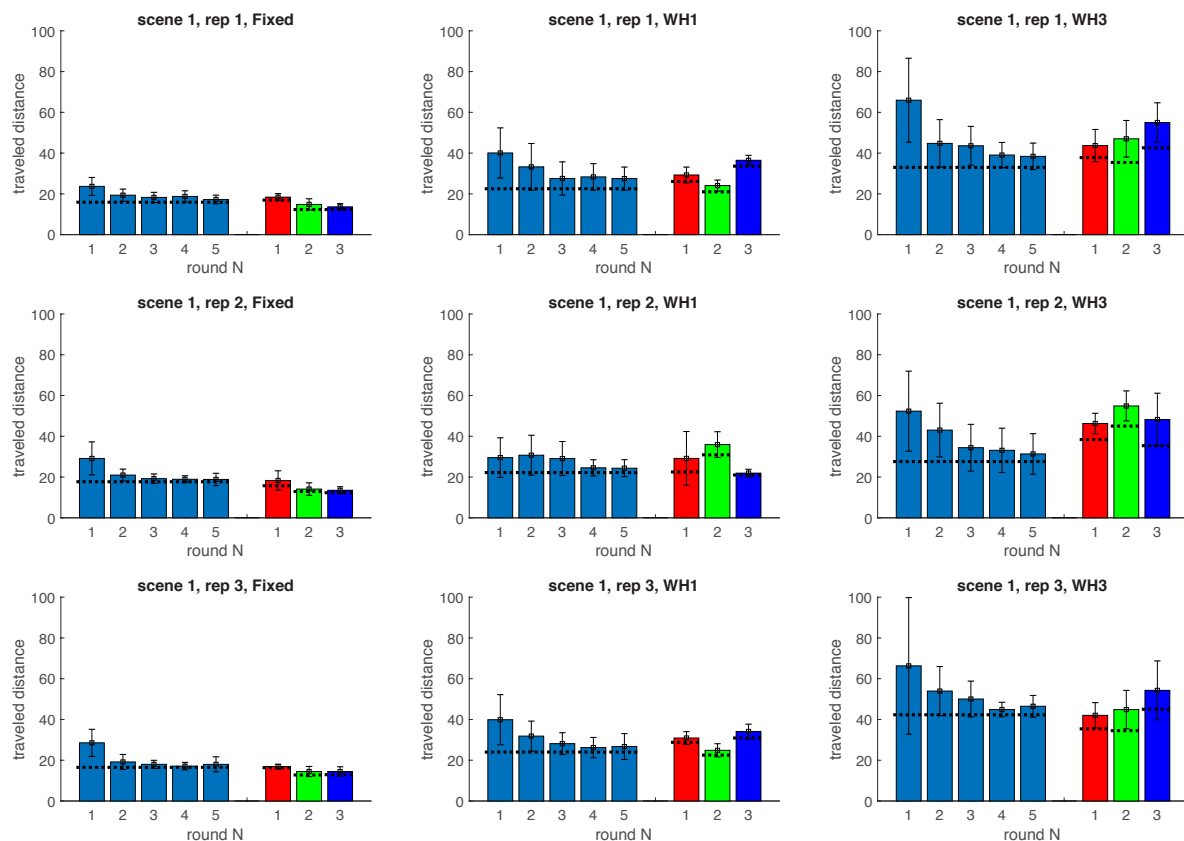 scene 1, rep 1, Fixed
100
80
60
40
20
0
traveled distance
1 2 3 4 5 1 2 3
round N
scene 1, rep 1, WH1
100
80
60
40
20
0
traveled distance
1 2 3 4 5 1 2 3
round N
scene 1, rep 1, WH3
100
80
60
40
20
0
traveled distance
1 2 3 4 5 1 2 3
round N
scene 1, rep 2, Fixed
100
80
60
40
20
0
traveled distance
1 2 3 4 5 1 2 3
round N
scene 1, rep 2, WH1
100
80
60
40
20
0
traveled distance
1 2 3 4 5 1 2 3
round N
scene 1, rep 2, WH3
100
80
60
40
20
0
traveled distance
1 2 3 4 5 1 2 3
round N
scene 1, rep 3, Fixed
100
80
60
40
20
0
traveled distance
1 2 3 4 5 1 2 3
round N
scene 1, rep 3, WH1
100
80
60
40
20
0
traveled distance
1 2 3 4 5 1 2 3
round N
scene 1, rep 3, WH3
100
80
60
40
20
0
traveled distance
1 2 3 4 5 1 2 3
round N